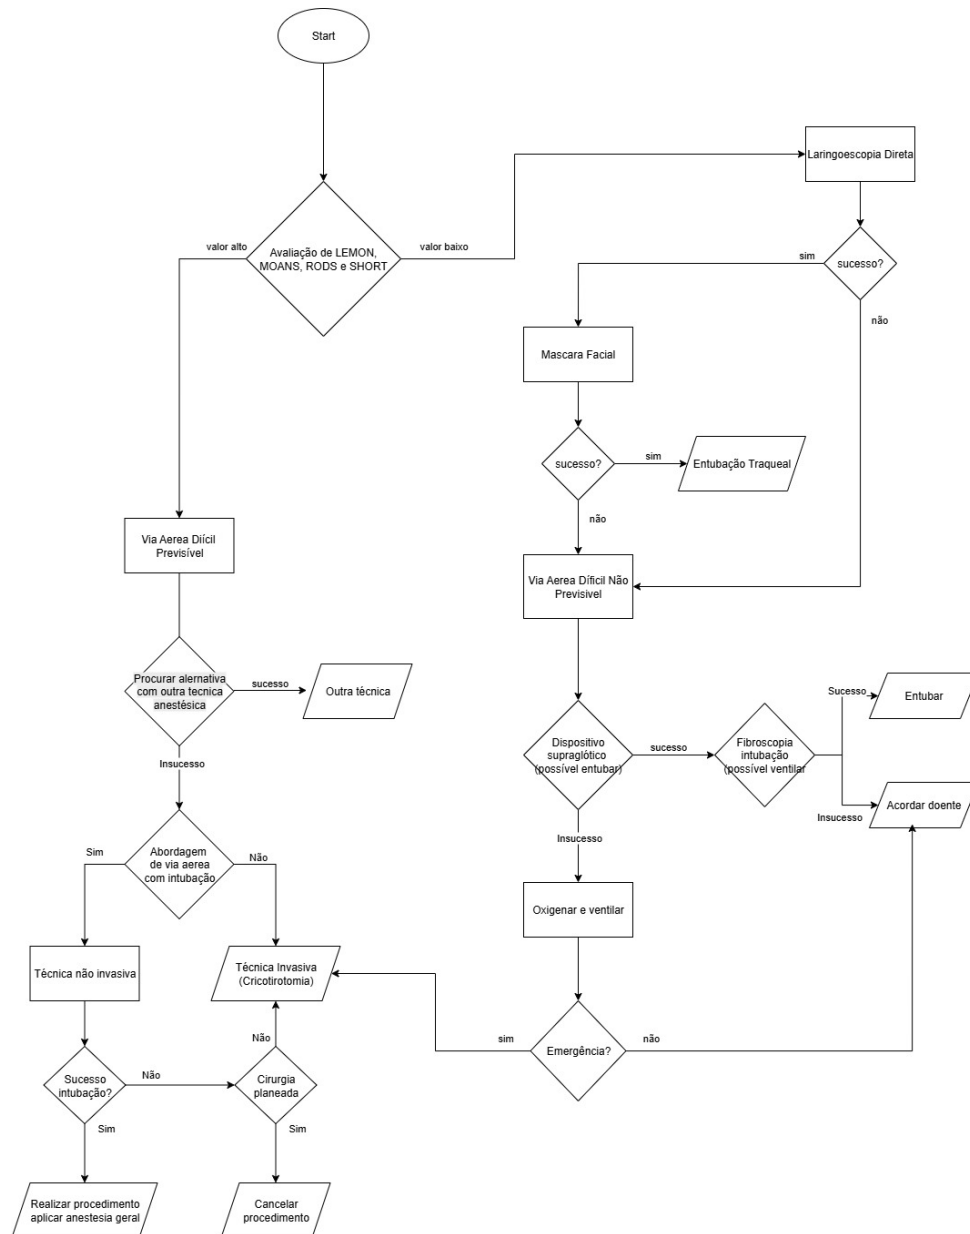 Start
Laringoescopia Direta
valor alto
Avaliação de LEMON,
MOANS, RODS e SHORT
valor baixo
sim
sucesso?
não
Mascara Facial
sucesso?
sim
Entubação Traqueal
não
Via Aerea Diícil
Previsível
Via Aerea Díficil Não
Previsivel
Procurar alernativa
com outra tecnica
anestésica
sucesso
Outra técnica
Insucesso
Dispositivo
supraglótico
(possível entubar)
sucesso
Fibroscopia
intubação
(possível ventilar
Sucesso
Entubar
Insucesso
Acordar doente
Insucesso
Sim
Abordagem
de via aerea
com intubação
Não
Oxigenar e ventilar
Técnica não invasiva
Técnica Invasiva
(Cricotirotomia)
sim
Emergência?
não
Sucesso
intubação?
Não
Não
Cirurgia
planeada
Sim
Sim
Realizar procedimento
aplicar anestesia geral
Cancelar
procedimento